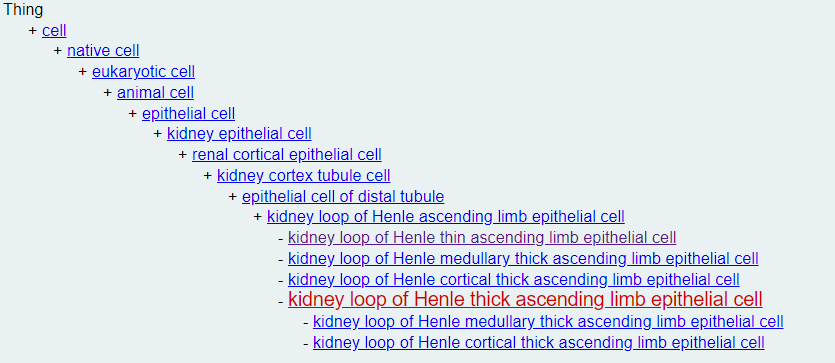 Thing
+ cell
+ native cell
+ eukaryotic cell
+ animal cell
+ epithelial cell
+ kidney epithelial cell
+ renal cortical epithelial cell
+ kidney cortex tubule cell
+ epithelial cell of distal tubule
+ kidney loop of Henle ascending limb epithelial cell
- kidney loop of Henle thin ascending limb epithelial cell
- kidney loop of Henle medullary thick ascending limb epithelial cell
- kidney loop of Henle cortical thick ascending limb epithelial cell
- kidney loop of Henle thick ascending limb epithelial cell
- kidney loop of Henle medullary thick ascending limb epithelial cell
- kidney loop of Henle cortical thick ascending limb epithelial cell